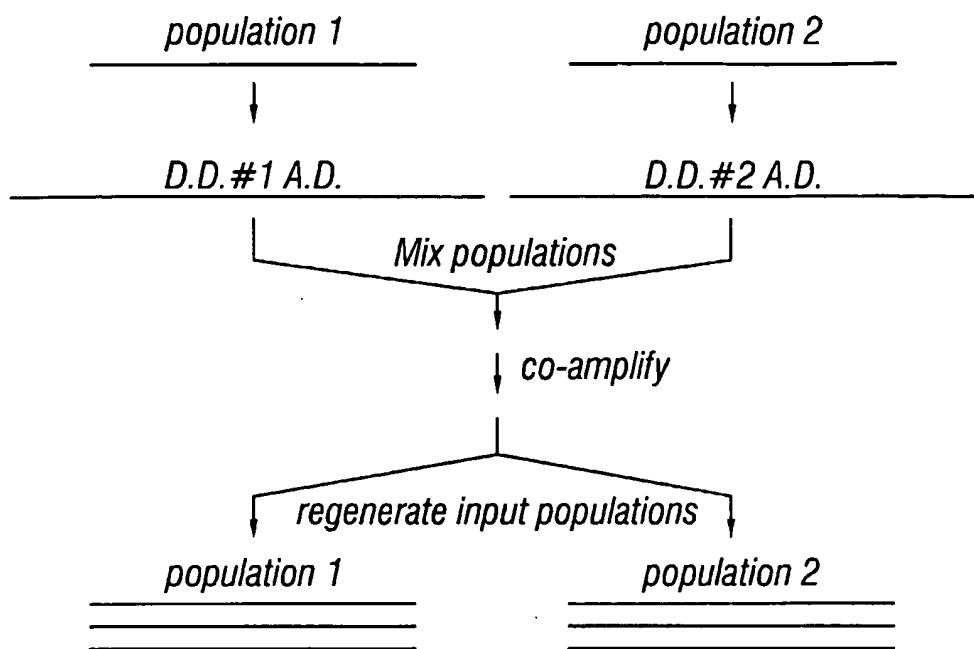 population 1
population 2
D.D. #1 A.D.
D.D. #2 A.D.
Mix populations
co-amplify
regenerate input populations
population 1
population 2